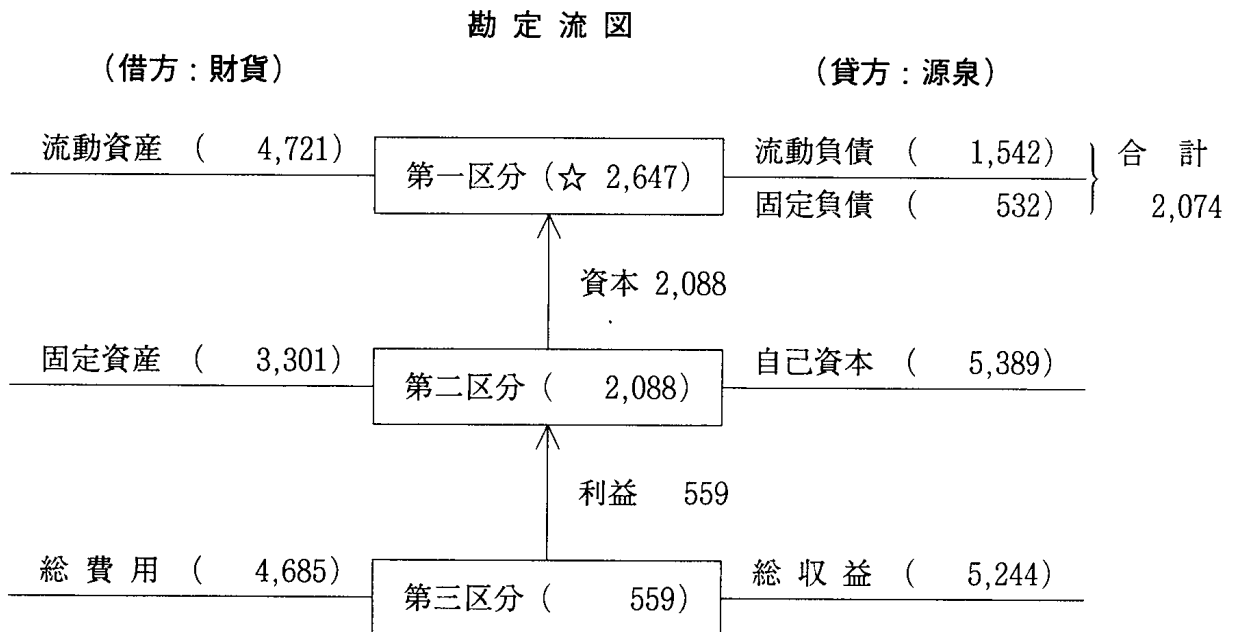 勘定流図
（借方：財貨） （貸方：源泉）
流動資産 （ 4,721） 第一区分（☆ 2,647） 流動負債 （ 1,542） 合計
固定負債 （ 532） 2,074
資本 2,088
固定資産 （ 3,301） 第二区分（ 2,088） 自己資本 （ 5,389）
利益 559
総費用 （ 4,685） 第三区分（ 559） 総収益 （ 5,244）